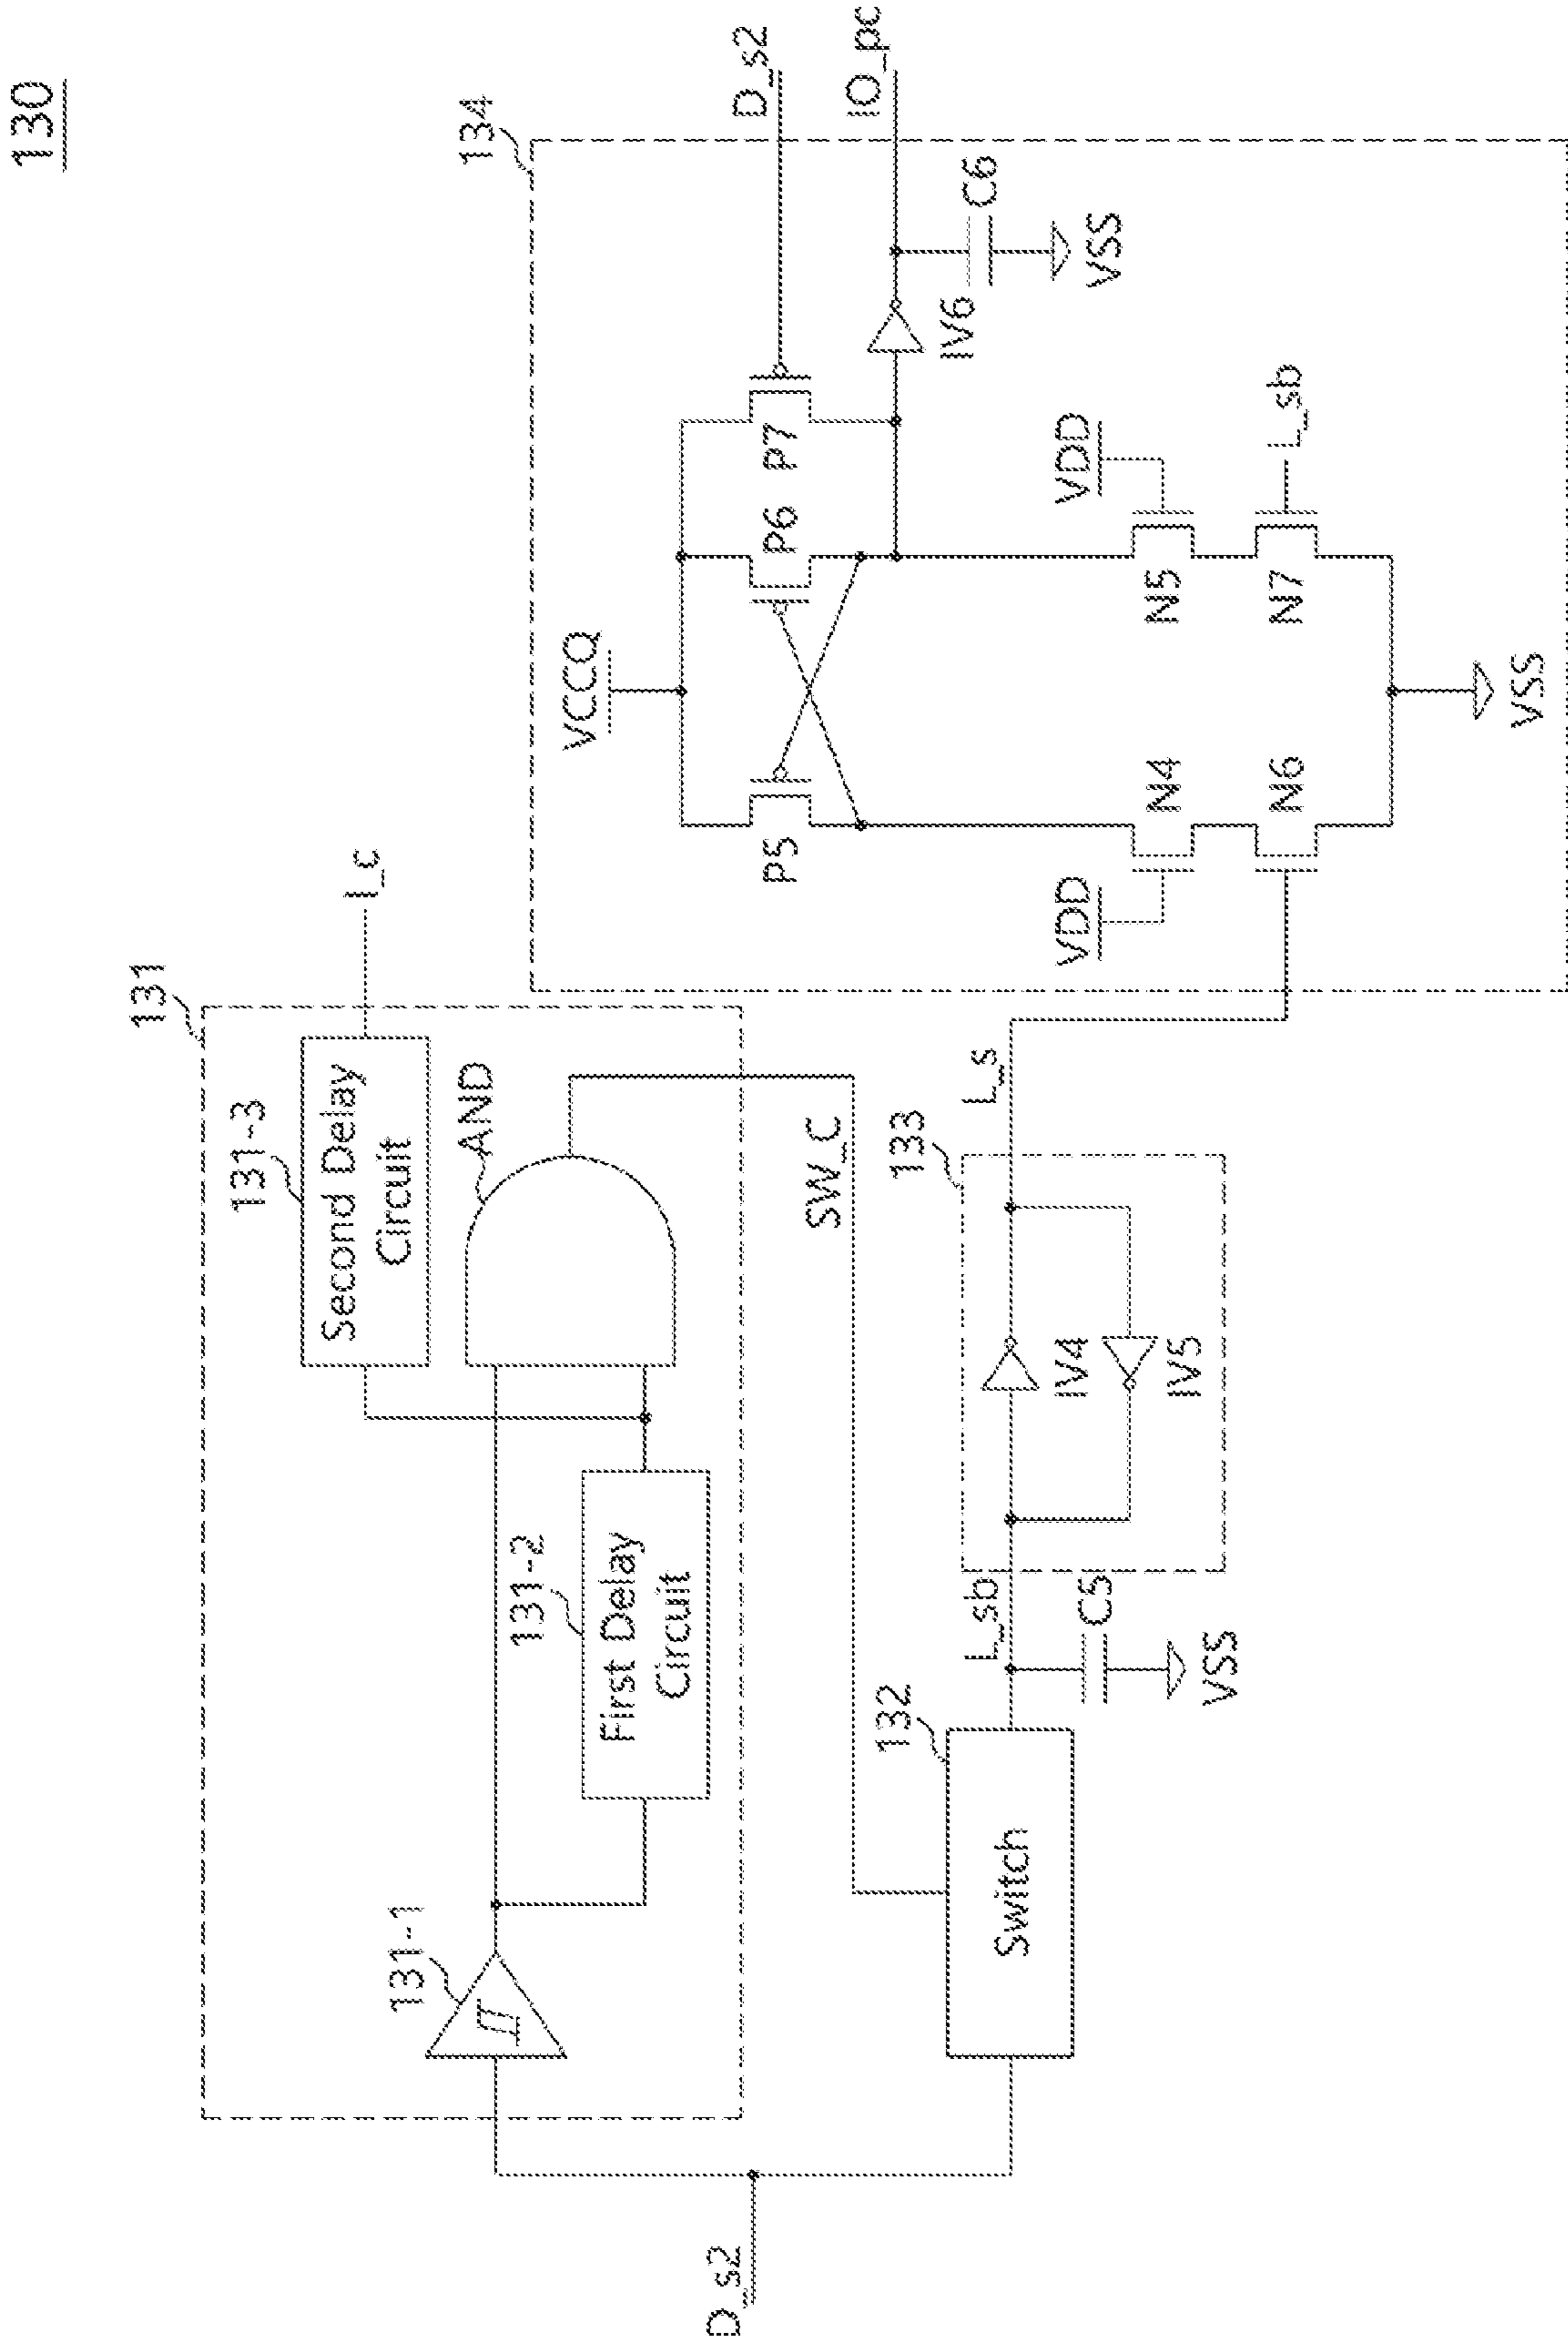 130
131
I_c
131-3
Second Delay
Circuit
131-1
131-2
First Delay
Circuit
AND
D_s2
SW_C
132
Switch
L_sb
C5
VSS
133
IV4
IV5
L_s
134
VCCQ
D_s2
P5
P6
P7
IO_pc
IV6
C6
VSS
VDD
N4
VDD
N5
N6
N7
L_sb
VSS